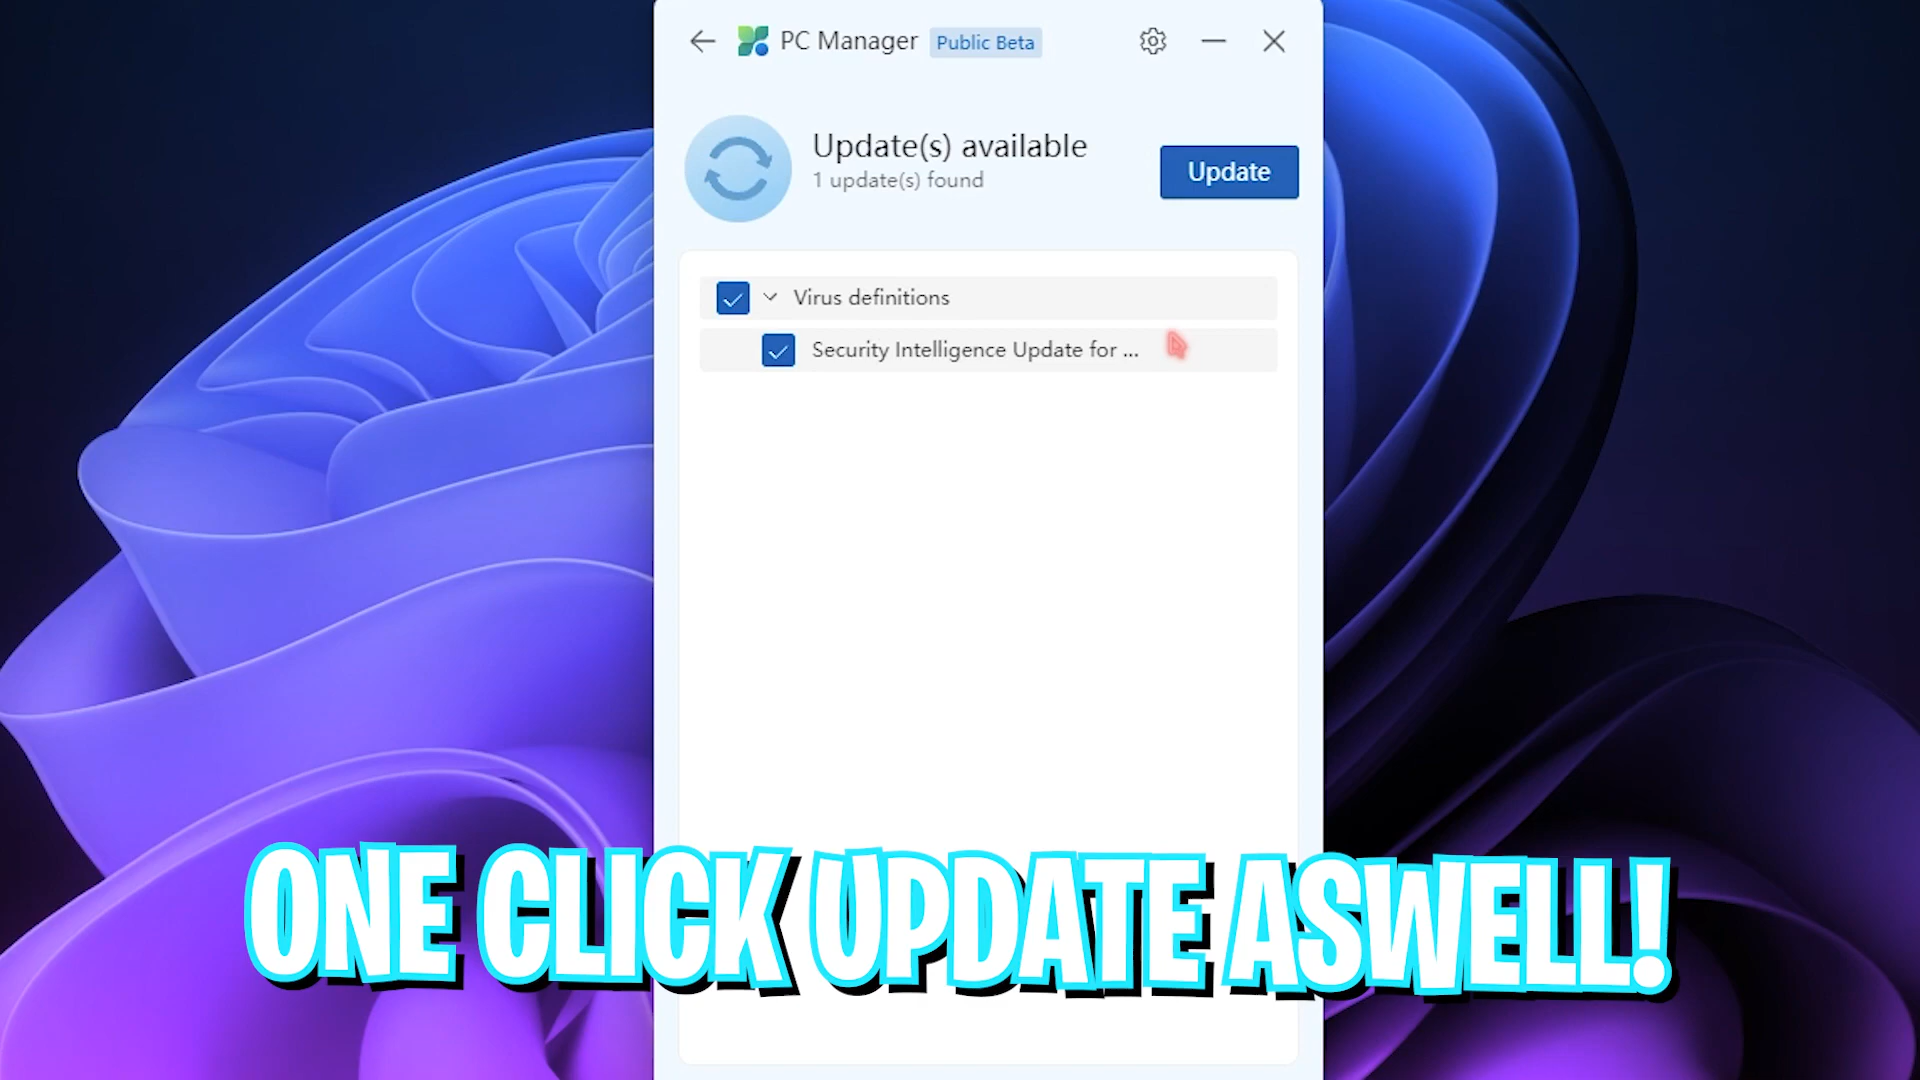 PC Manager Public Beta
Update(s) available
1 update(s) found
Update
Virus definitions
Security Intelligence Update for ...
ONE CLICK UPDATE ASWELL!